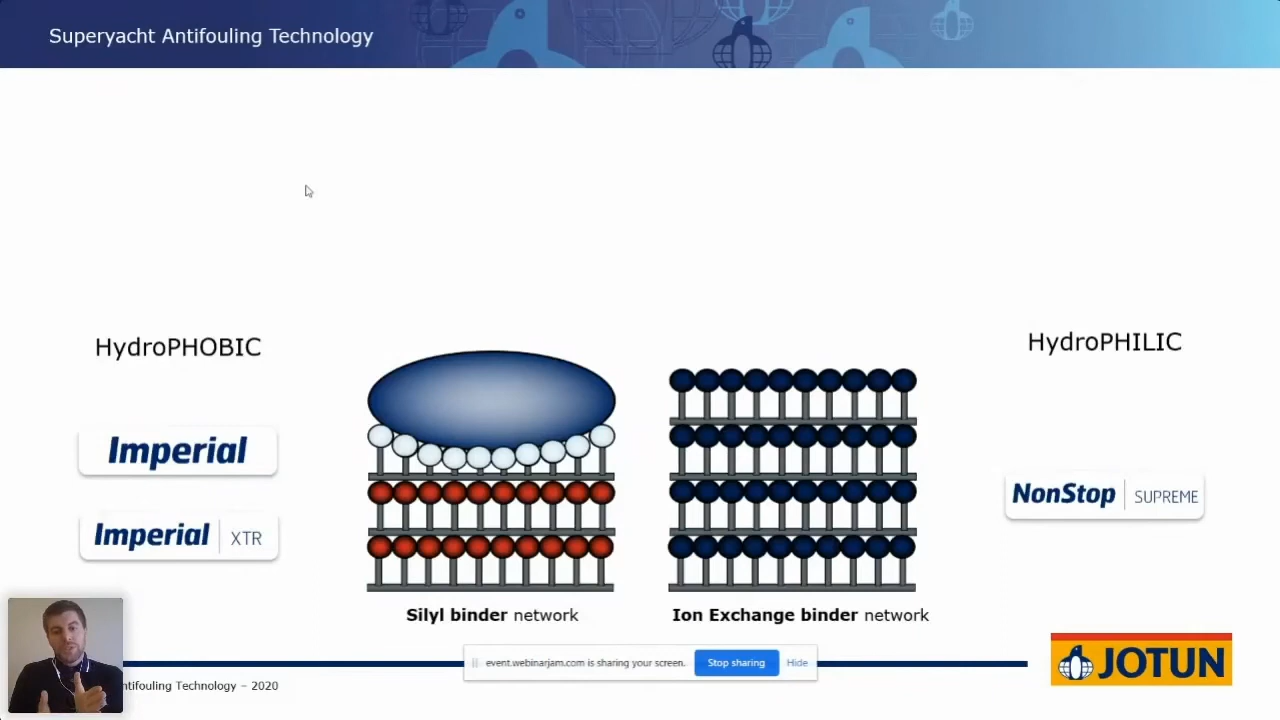 Superyacht Antifouling Technology
HydroPHOBIC
HydroPHILIC
Imperial
Imperial | XTR
NonStop | SUPREME
Silyl binder network
Ion Exchange binder network
event.webinarjam.com is sharing your screen.
Stop sharing
Hide
ntifouling Technology – 2020
JOTUN